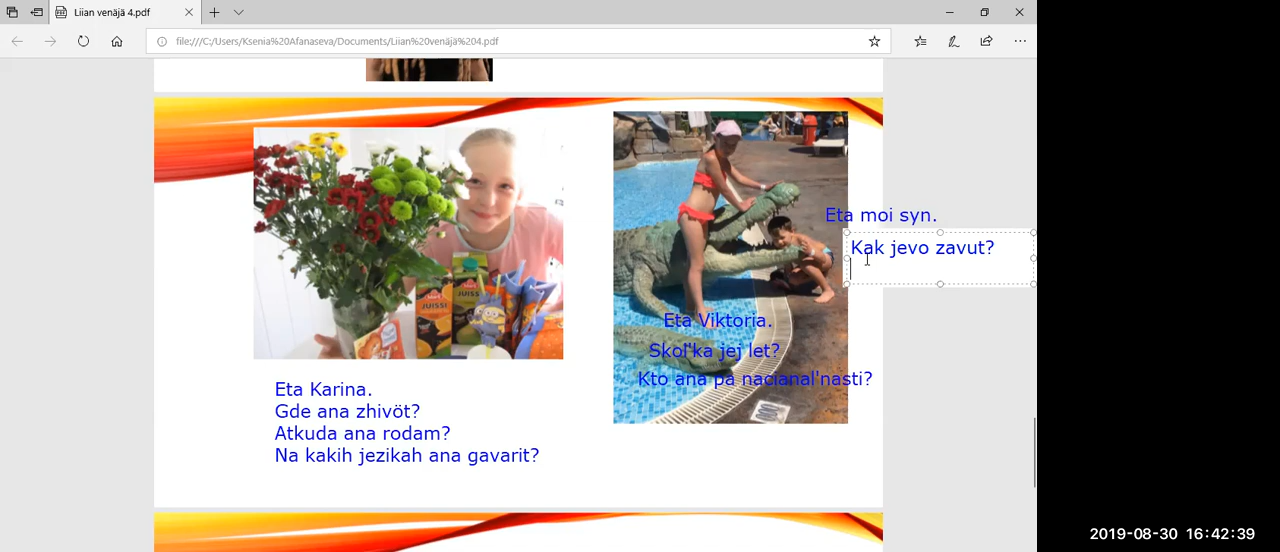 Liian venäjä 4.pdf
file:///C:/Users/Ksenia%20Afanaseva/Documents/Liian%20venäjä%204.pdf
Eta moi syn.
Kak jevo zavut?
JUISSI
JUISSI
Eta Viktoria.
Skol'ka jej let?
Kto ana pa nacianal'nasti?
Eta Karina.
Gde ana zhivöt?
Atkuda ana rodam?
Na kakih jezikah ana gavarit?
2019-08-30 16:42:39